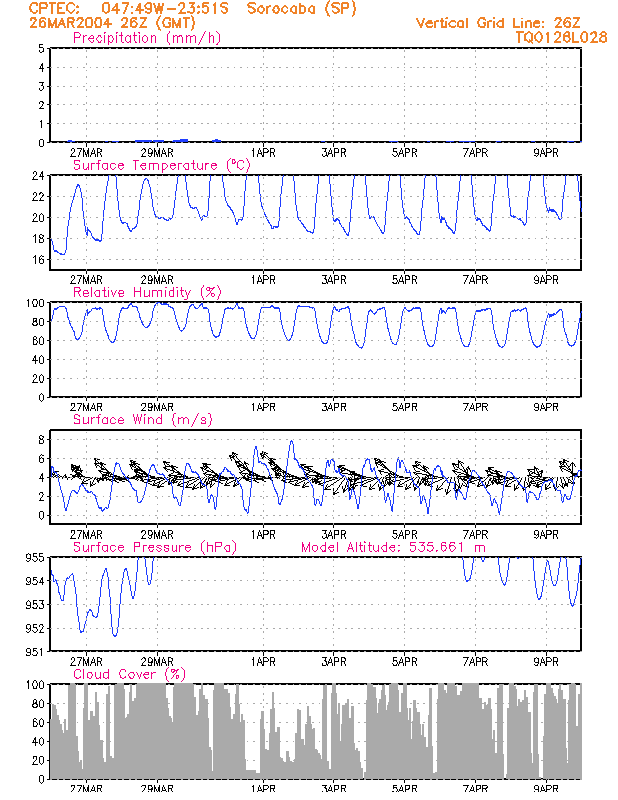 CPTEC: 047:49W-23:51S Sorocaba (SP)
26MAR2004 26Z (GMT) Vertical Grid Line: 26Z
Precipitation (mm/h) TQ0126L028
5
4
3
2
1
0
27MAR 29MAR 1APR 3APR 5APR 7APR 9APR
Surface Temperature (ºC)
24
22
20
18
16
27MAR 29MAR 1APR 3APR 5APR 7APR 9APR
Relative Humidity (%)
100
80
60
40
20
0
27MAR 29MAR 1APR 3APR 5APR 7APR 9APR
Surface Wind (m/s)
8
6
4
2
0
27MAR 29MAR 1APR 3APR 5APR 7APR 9APR
Surface Pressure (hPa) Model Altitude: 535.661 m
955
954
953
952
951
27MAR 29MAR 1APR 3APR 5APR 7APR 9APR
Cloud Cover (%)
100
80
60
40
20
0
27MAR 29MAR 1APR 3APR 5APR 7APR 9APR